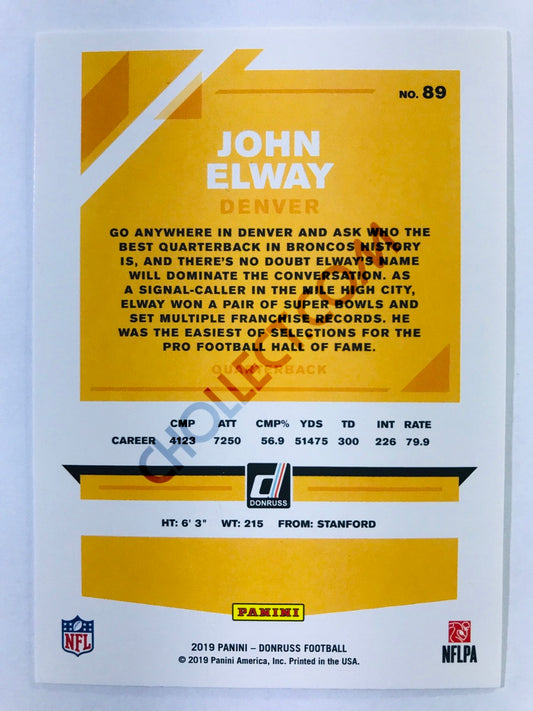 NO. 89
JOHN
ELWAY
DENVER
GO ANYWHERE IN DENVER AND ASK WHO THE
BEST QUARTERBACK IN BRONCOS HISTORY
IS, AND THERE'S NO DOUBT ELWAY'S NAME
WILL DOMINATE THE CONVERSATION. AS
A SIGNAL-CALLER IN THE MILE HIGH CITY,
ELWAY WON A PAIR OF SUPER BOWLS AND
SET MULTIPLE FRANCHISE RECORDS. HE
WAS THE EASIEST OF SELECTIONS FOR THE
PRO FOOTBALL HALL OF FAME.
QUARTERBACK
CHOLLECT.COM
CMP ATT CMP% YDS TD INT RATE
CAREER 4123 7250 56.9 51475 300 226 79.9
d
DONRUSS
HT: 6' 3" WT: 215 FROM: STANFORD
PANINI
NFL
2019 PANINI – DONRUSS FOOTBALL
© 2019 Panini America, Inc. Printed in the USA.
NFLPA